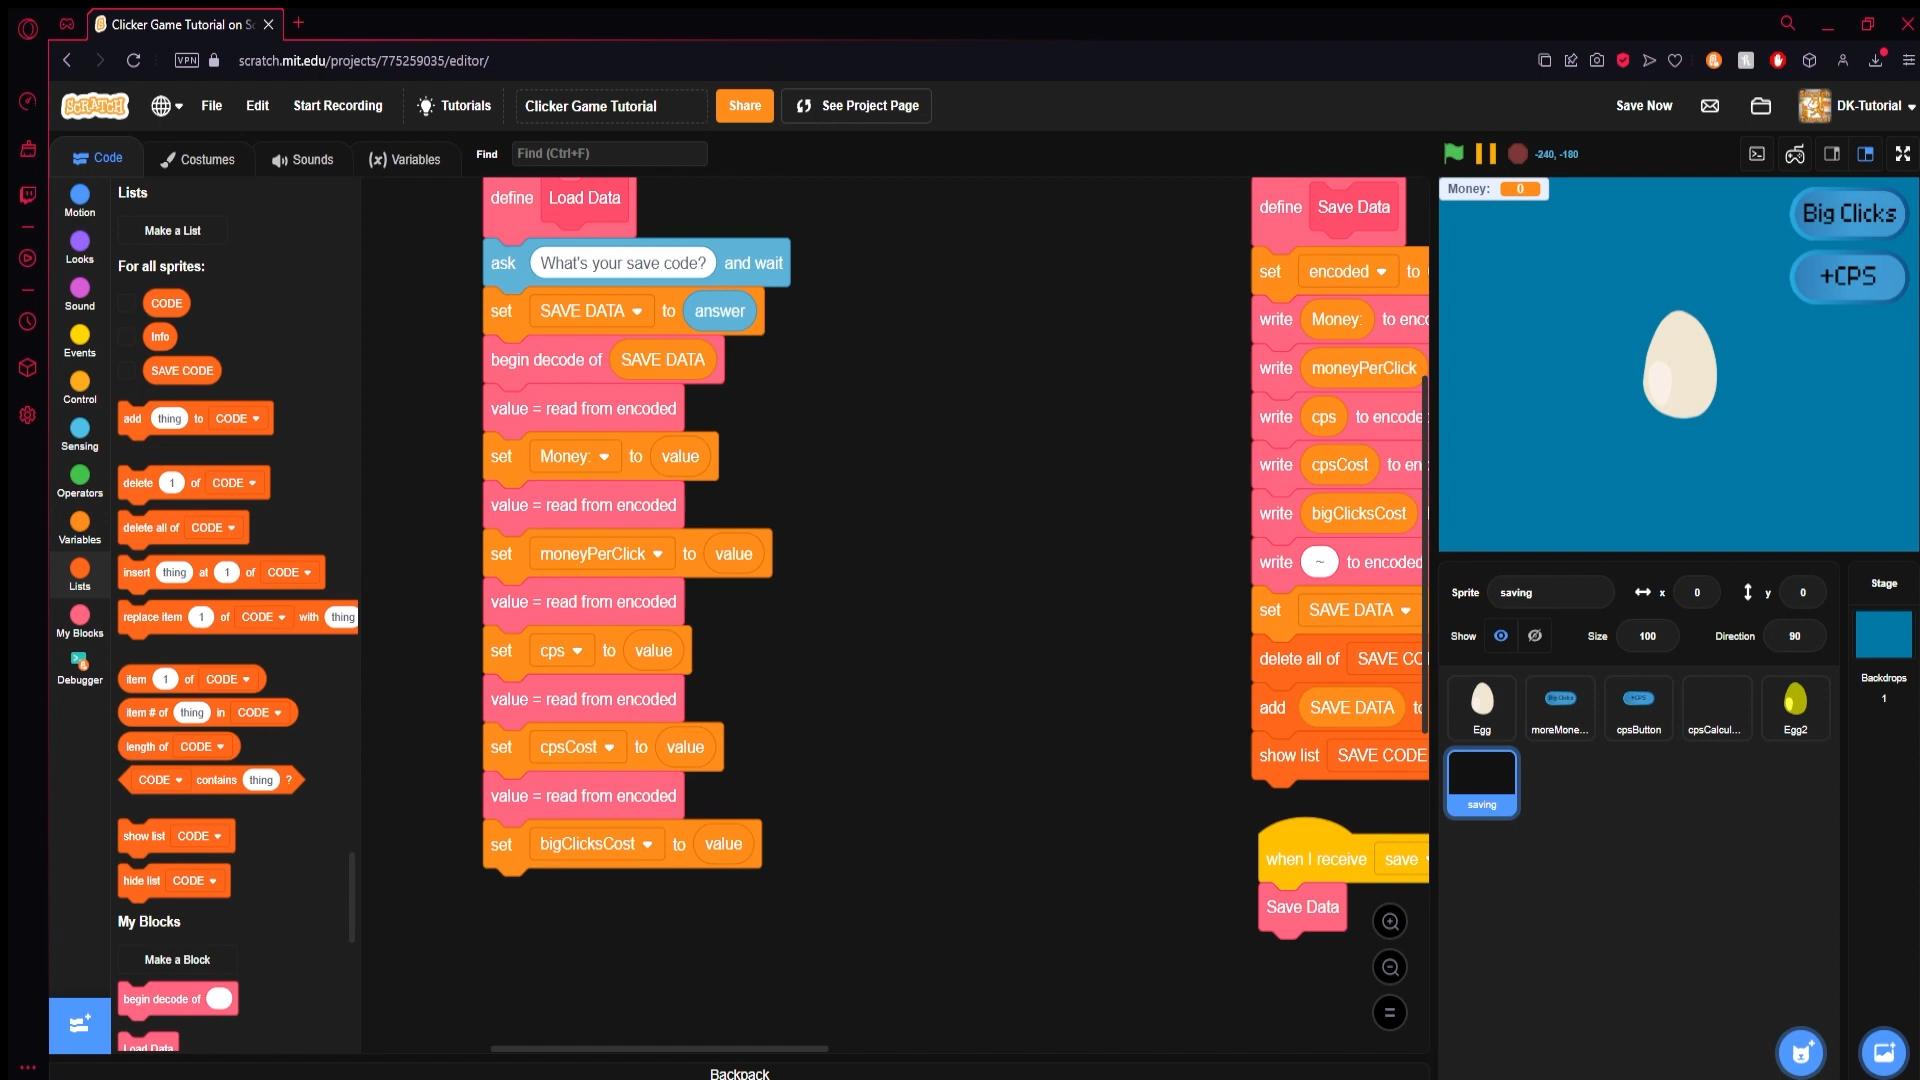 Clicker Game Tutorial on S
VPN
scratch.mit.edu/projects/775259035/editor/
SCRATCH
File
Edit
Start Recording
Tutorials
Clicker Game Tutorial
Share
See Project Page
Save Now
DK-Tutorial
Code
Costumes
Sounds
(x) Variables
Find
Find (Ctrl+F)
-240, -180
Motion
Looks
Sound
Events
Control
Sensing
Operators
Variables
Lists
My Blocks
Debugger
Lists
Make a List
For all sprites:
CODE
Info
SAVE CODE
add thing to CODE
delete 1 of CODE
delete all of CODE
insert thing at 1 of CODE
replace item 1 of CODE with thing
item 1 of CODE
item # of thing in CODE
length of CODE
CODE contains thing ?
show list CODE
hide list CODE
My Blocks
Make a Block
begin decode of
Load Data
define Load Data
ask What's your save code? and wait
set SAVE DATA to answer
begin decode of SAVE DATA
value = read from encoded
set Money: to value
value = read from encoded
set moneyPerClick to value
value = read from encoded
set cps to value
value = read from encoded
set cpsCost to value
value = read from encoded
set bigClicksCost to value
define Save Data
set encoded to
write Money: to enco
write moneyPerClick
write cps to encode
write cpsCost to en
write bigClicksCost
write ~ to encoded
set SAVE DATA
delete all of SAVE CO
add SAVE DATA to
show list SAVE CODE
when I receive save
Save Data
Backpack
Money: 0
Big Clicks
+CPS
Sprite saving x 0 y 0
Show Size 100 Direction 90
Egg
moreMone...
cpsButton
cpsCalcul...
Egg2
saving
Stage
Backdrops
1